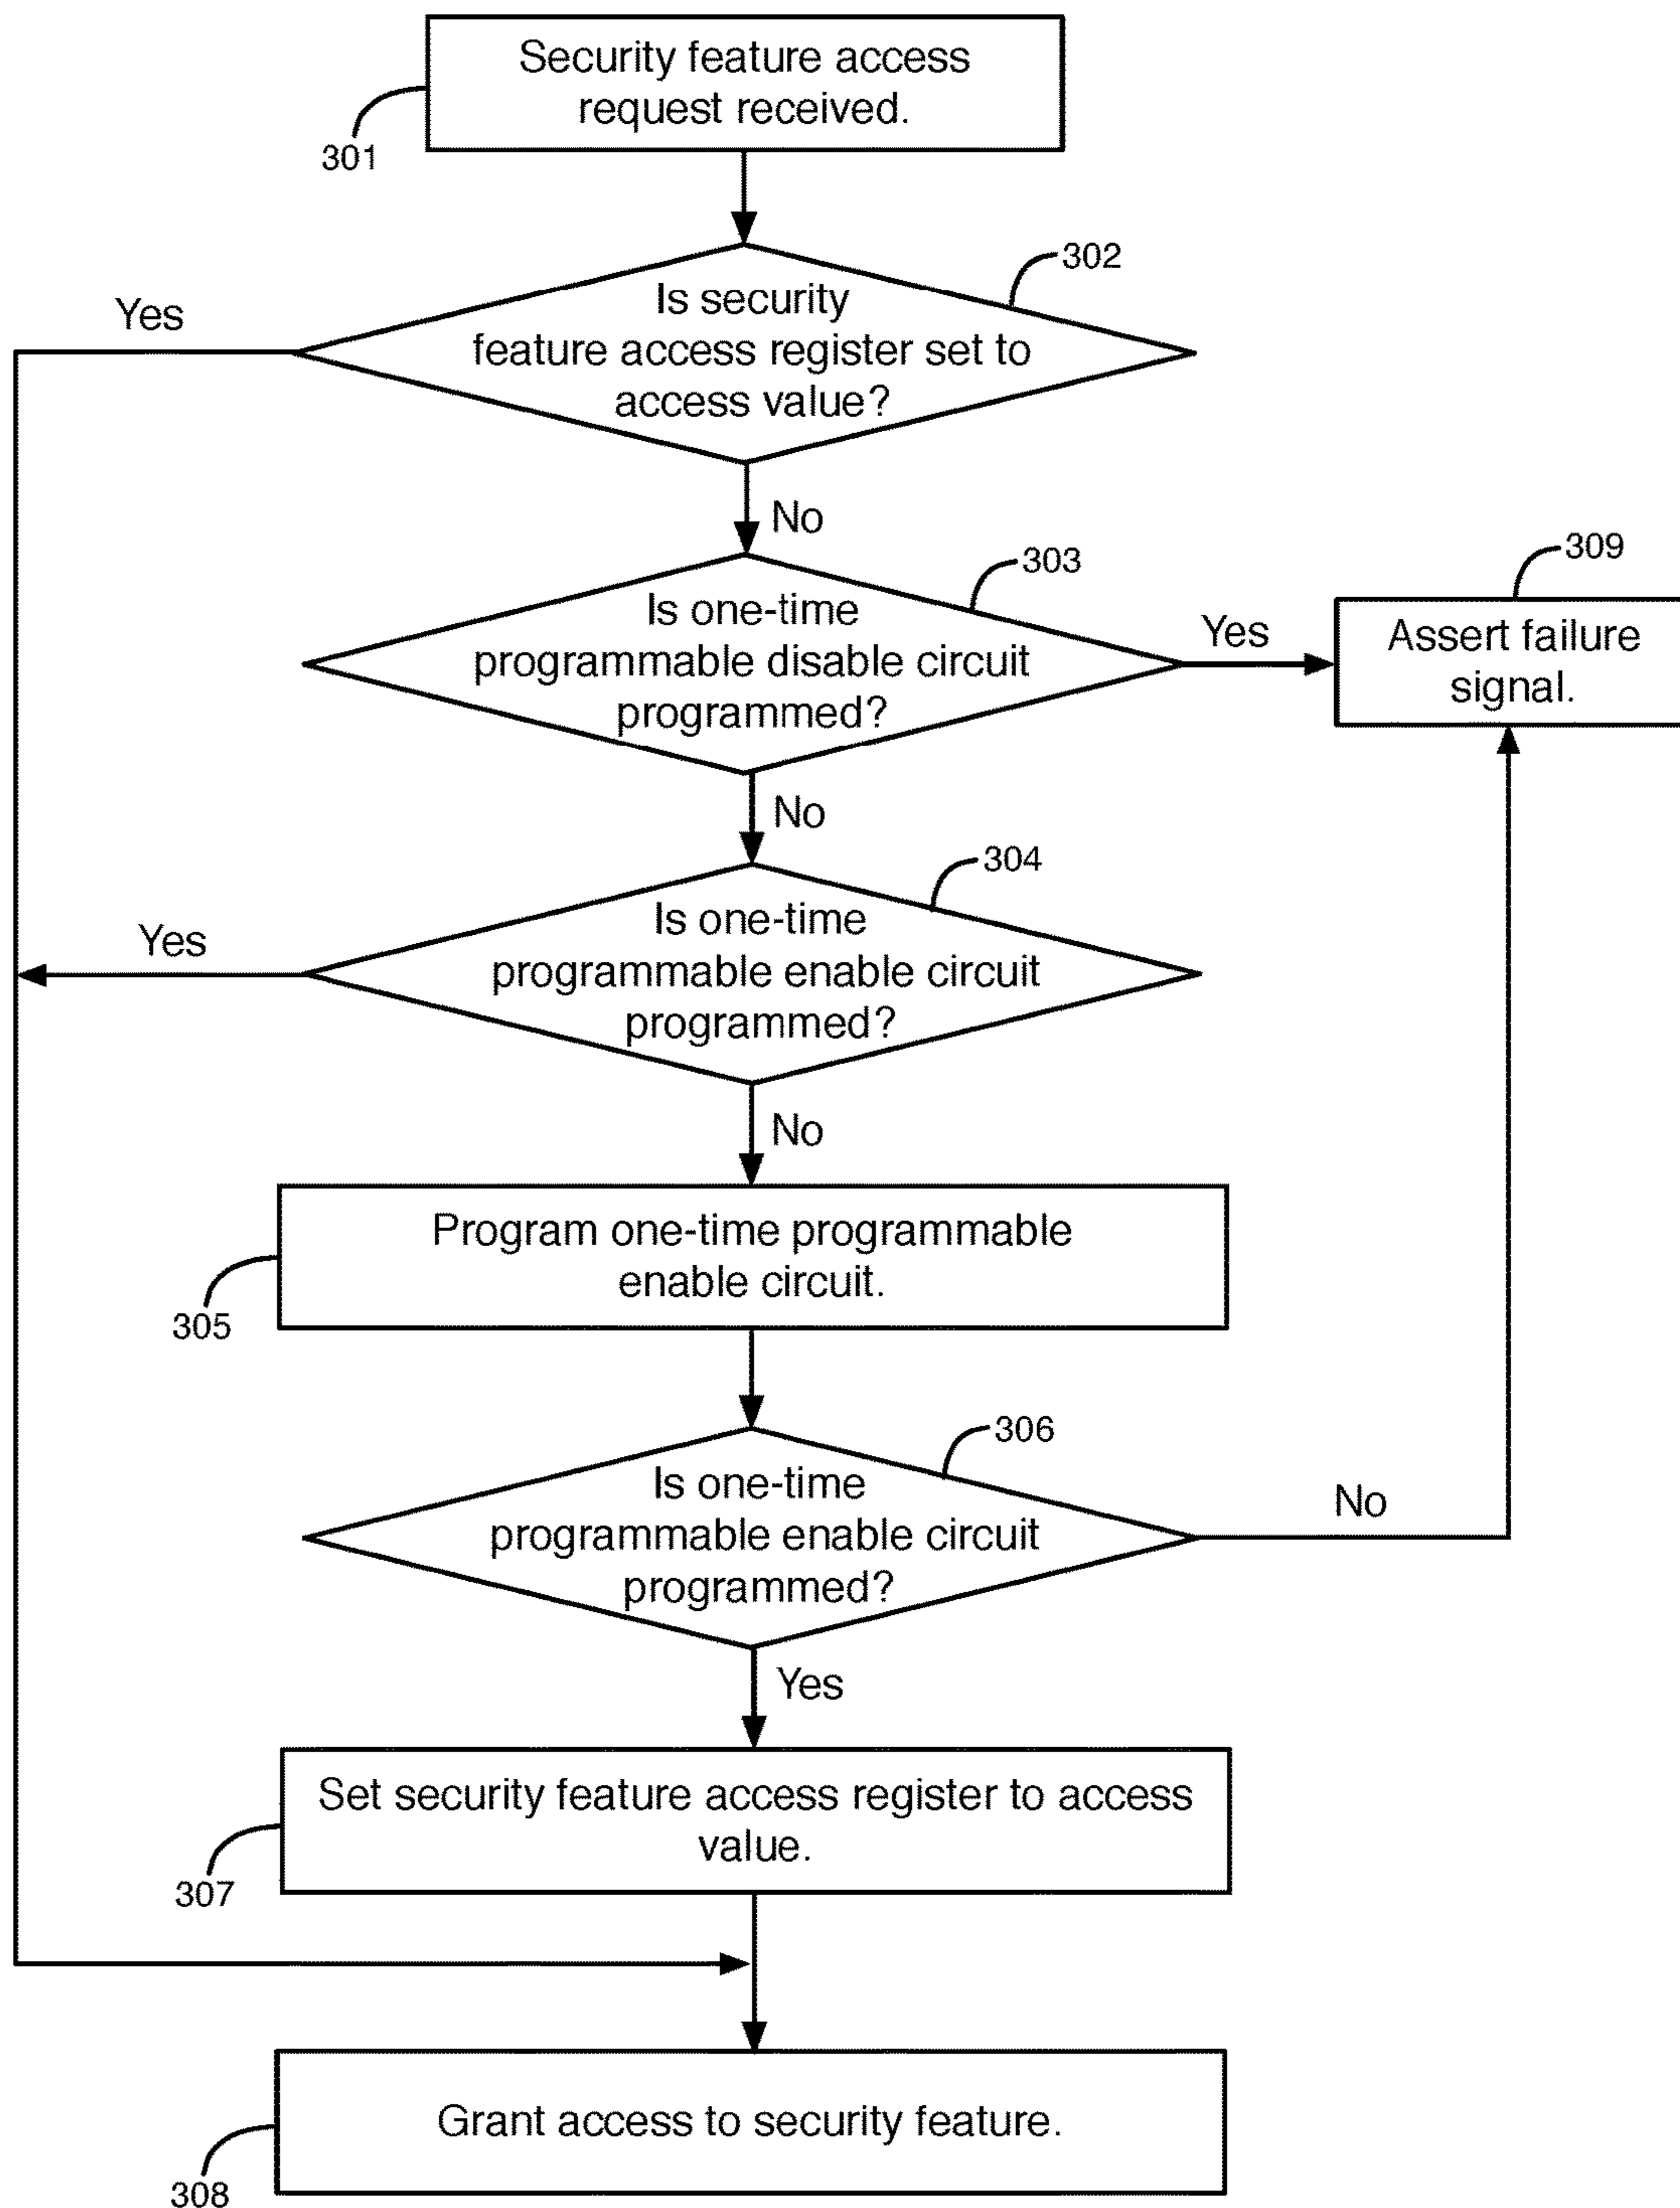 Security feature access
request received.
301
302
Is security
feature access register set to
access value?
Yes
No
303
Is one-time
programmable disable circuit
programmed?
Yes
309
Assert failure
signal.
No
304
Is one-time
programmable enable circuit
programmed?
Yes
No
Program one-time programmable
enable circuit.
305
306
Is one-time
programmable enable circuit
programmed?
No
Yes
Set security feature access register to access
value.
307
Grant access to security feature.
308